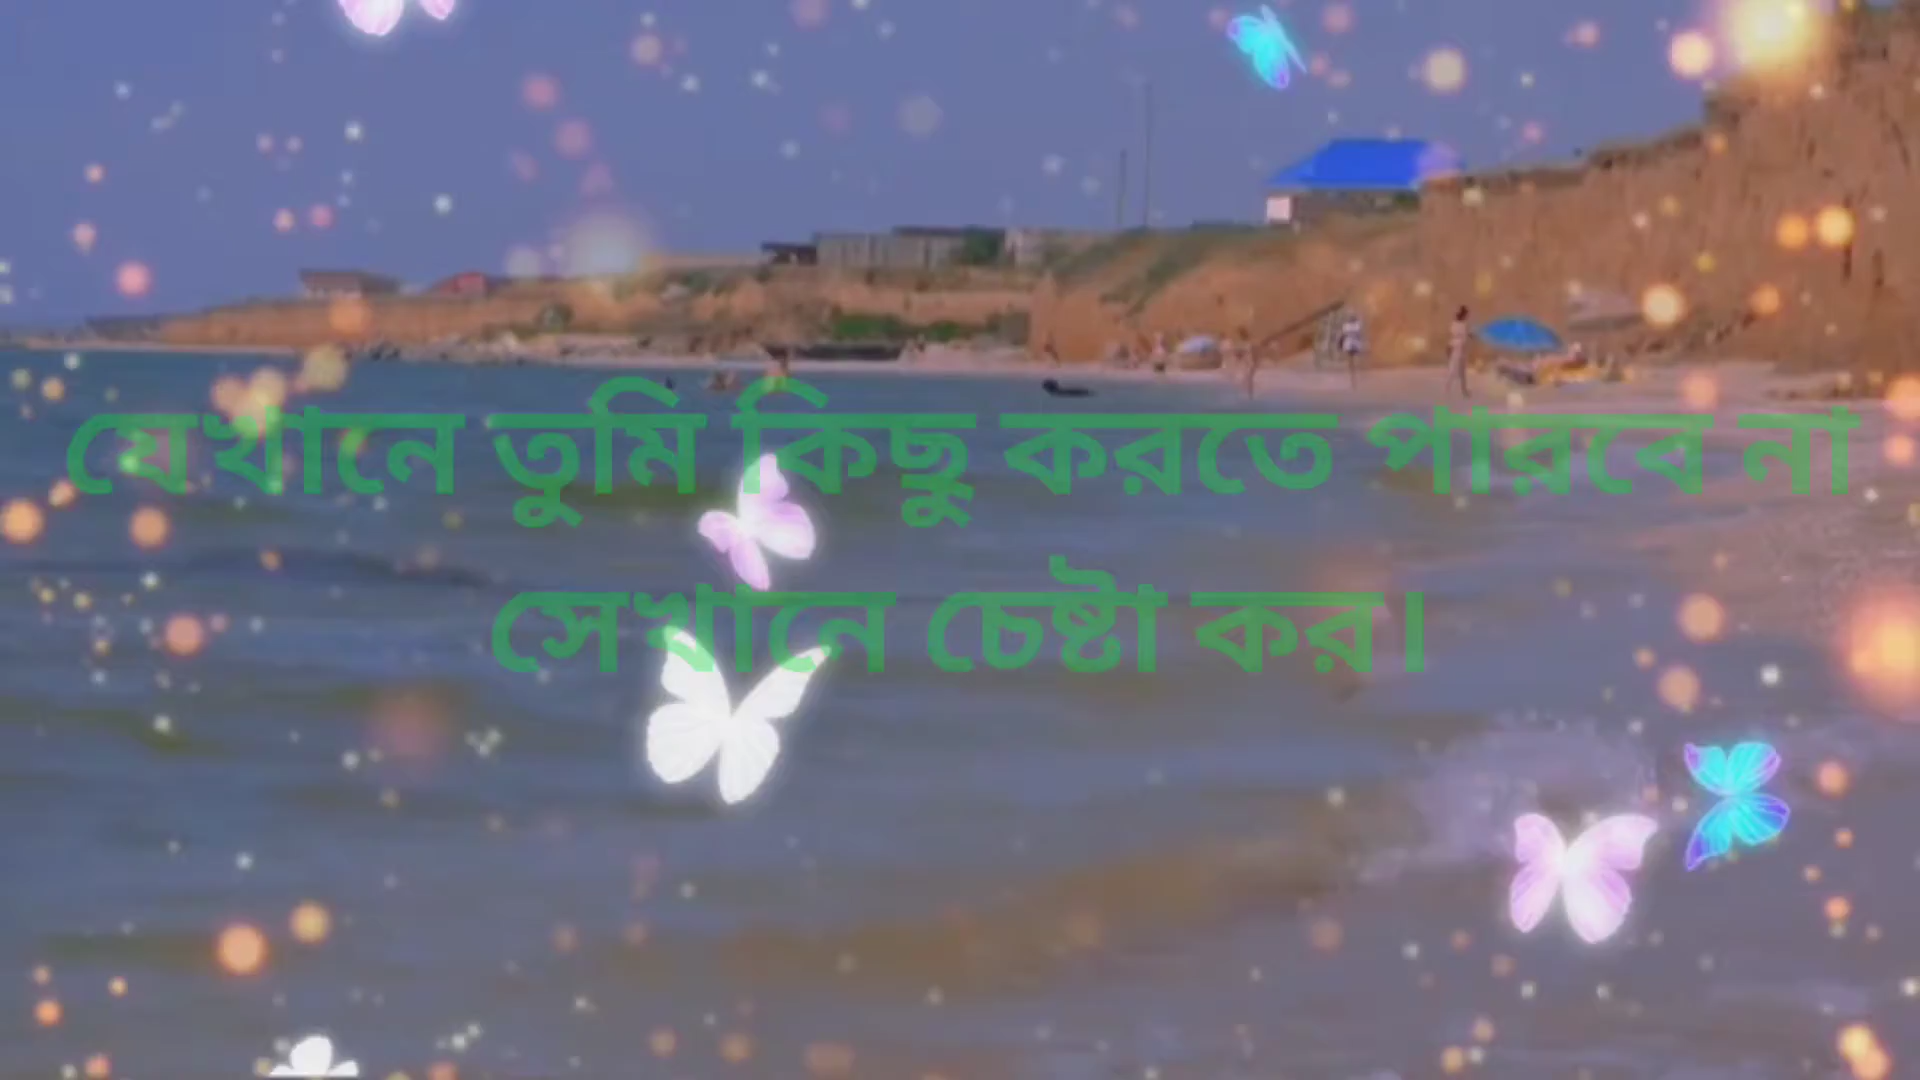 যেখানে তুমি কিছু করতে পারবে না
সেখানে চেষ্টা কর।